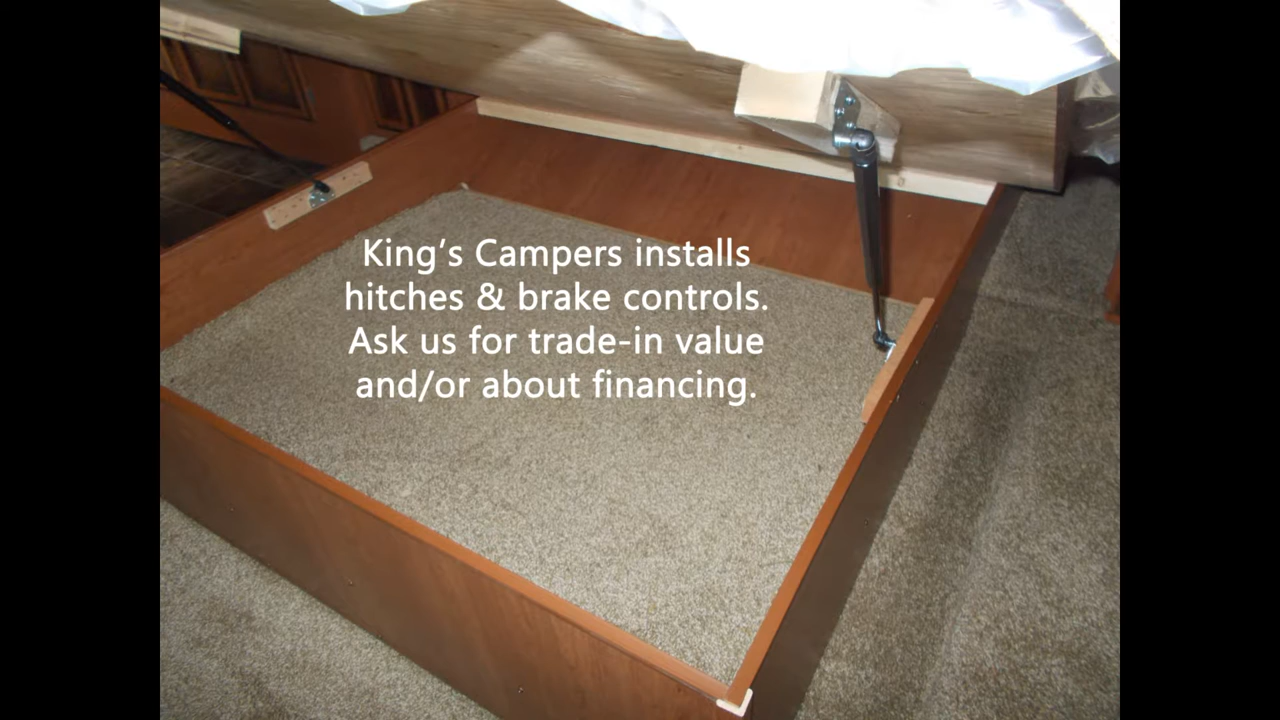 King’s Campers installs
hitches & brake controls.
Ask us for trade-in value
and/or about financing.